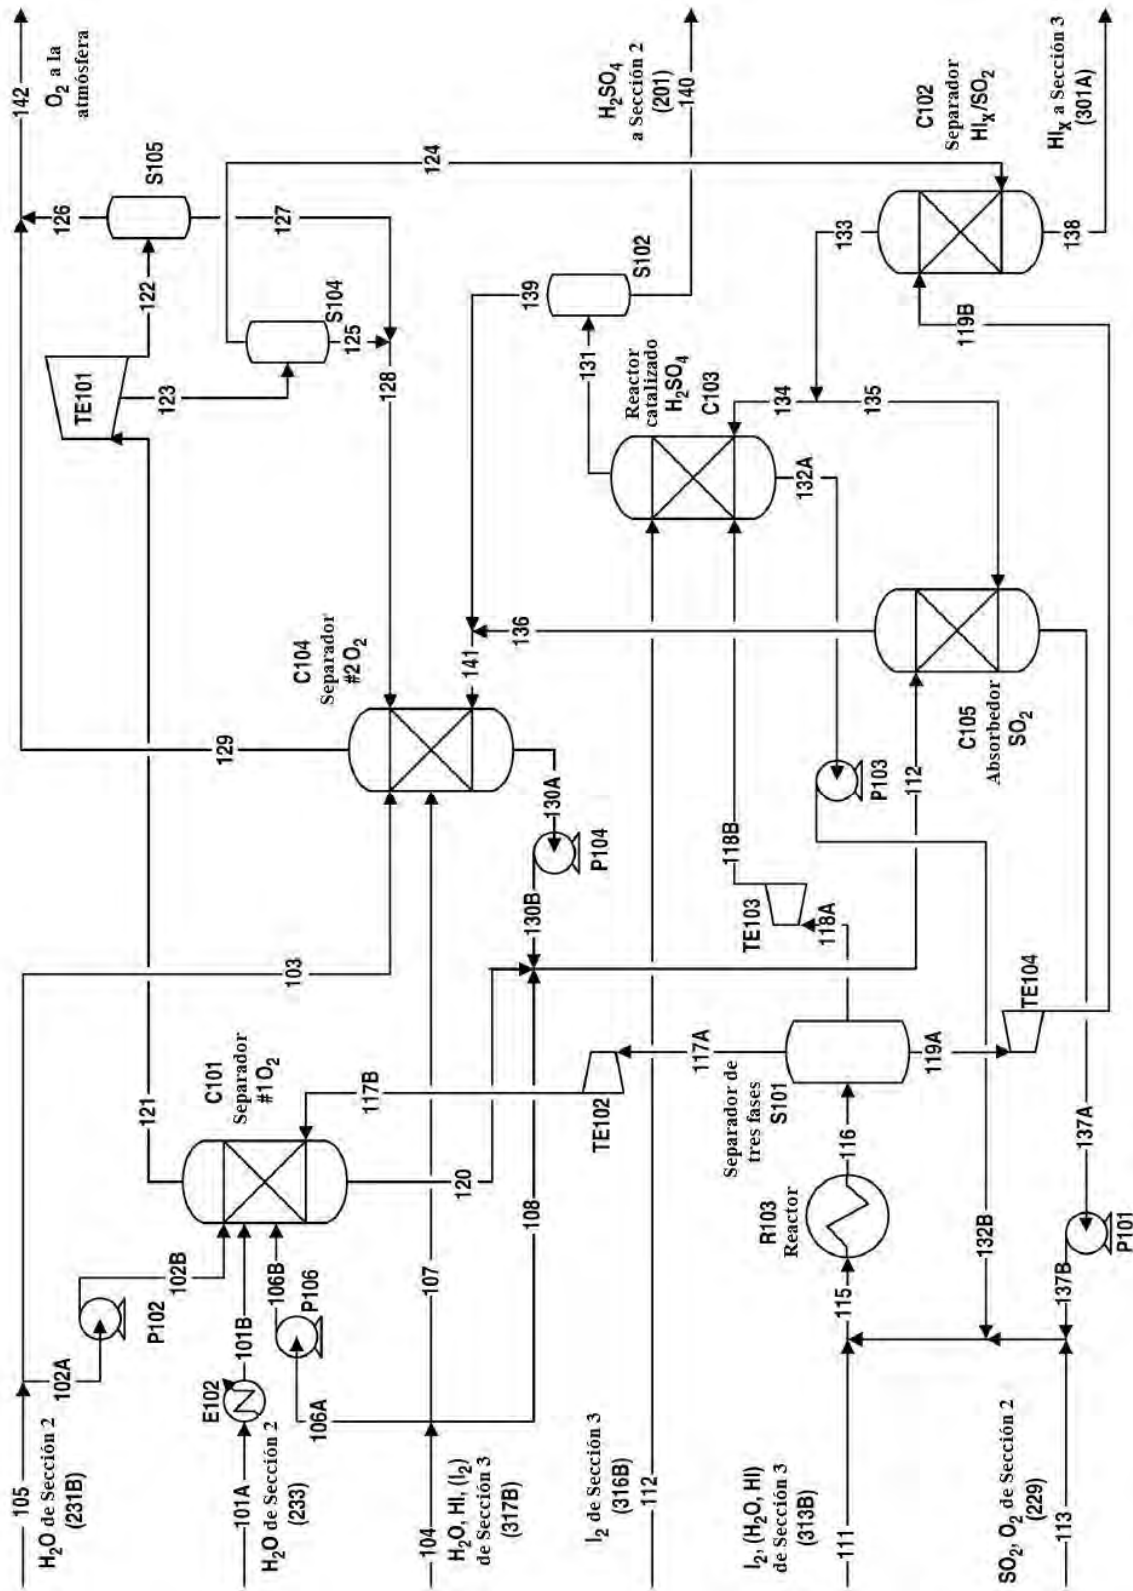 105
H₂O de Sección 2
(231B)
102A
P102
102B
103
121
129
142
O₂ a la
atmósfera
126
S105
122
127
TE101
123
S104
125
124
128
101A
H₂O de Sección 2
(233)
E102
101B
106B
P106
106A
C101
Separador
#1 O₂
120
117B
C104
Separador
#2 O₂
141
130A
P104
130B
104
H₂O, HI, (I₂)
de Sección 3
(317B)
107
108
I₂ de Sección 3
(316B)
112
TE102
117A
136
139
S102
131
H₂SO₄
a Sección 2
(201)
140
Reactor
catalizado
H₂SO₄
C103
134
132A
P103
118B
TE103
118A
Separador de
tres fases
S101
R103
Reactor
115
116
119A
TE104
112
C105
Absorbedor
SO₂
135
133
C102
Separador
HIx/SO₂
119B
138
HIx a Sección 3
(301A)
I₂, (H₂O, HI)
de Sección 3
(313B)
111
132B
137B
137A
P101
SO₂, O₂ de Sección 2
(229)
113